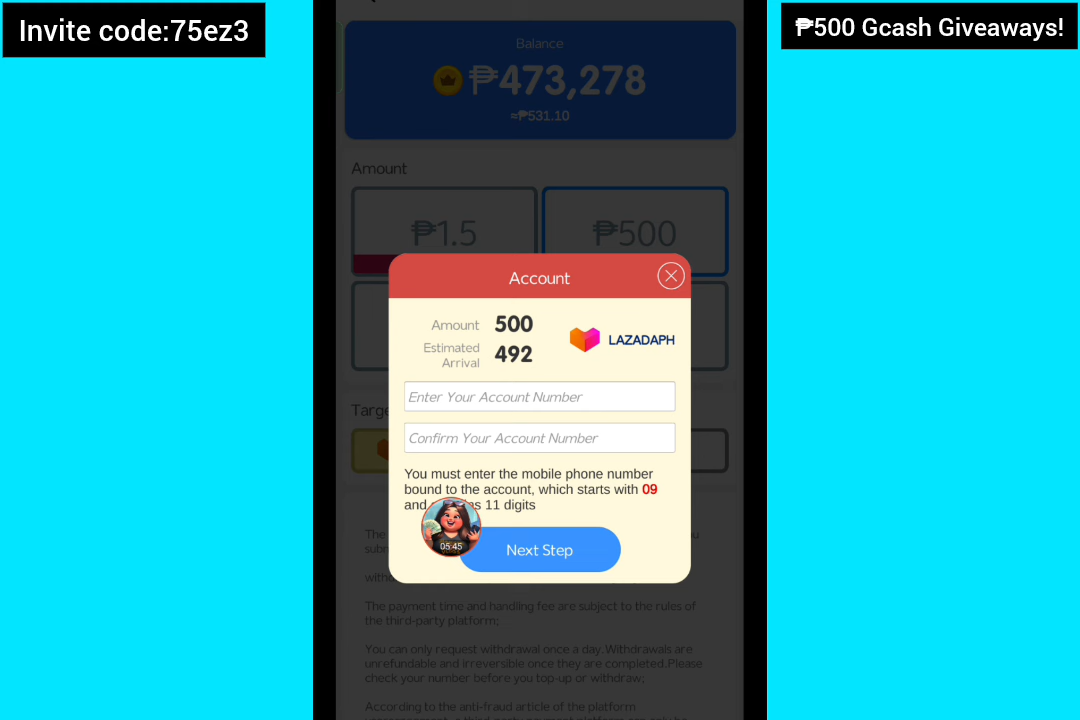 Invite code:75ez3
₱500 Gcash Giveaways!
Balance
₱473,278
≈₱531.10
Amount
₱1.5
₱500
Account
Amount 500
LAZADAPH
Estimated
Arrival
492
Enter Your Account Number
Confirm Your Account Number
Targe
You must enter the mobile phone number
bound to the account, which starts with 09
and 11 digits
05:45
Next Step
The
The payment time and handling fee are subject to the rules of
the third-party platform;
You can only request withdrawal once a day.Withdrawals are
unrefundable and irreversible once they are completed.Please
check your number before you top-up or withdraw;
According to the anti-fraud article of the platform